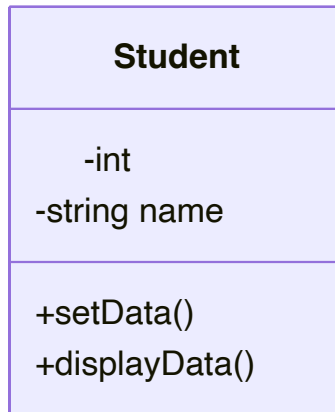 Student
-int
-string name
+setData()
+displayData()